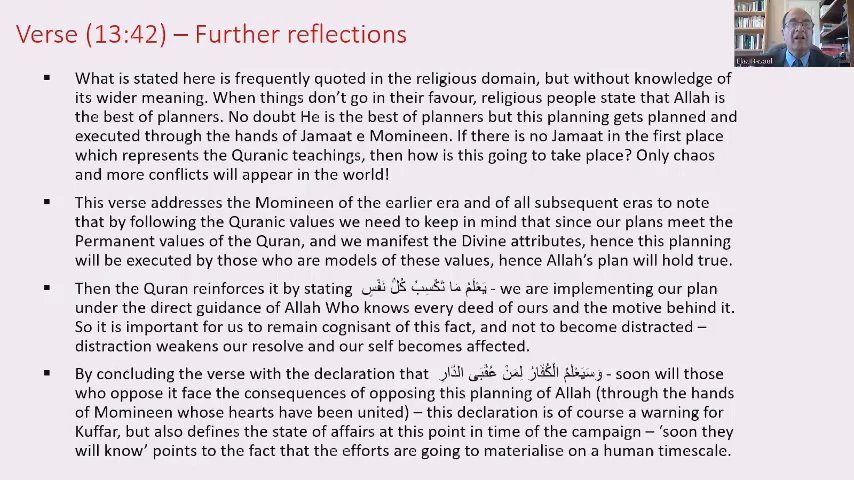 Verse (13:42) – Further reflections
▪ What is stated here is frequently quoted in the religious domain, but without knowledge of
its wider meaning. When things don’t go in their favour, religious people state that Allah is
the best of planners. No doubt He is the best of planners but this planning gets planned and
executed through the hands of Jamaat e Momineen. If there is no Jamaat in the first place
which represents the Quranic teachings, then how is this going to take place? Only chaos
and more conflicts will appear in the world!
▪ This verse addresses the Momineen of the earlier era and of all subsequent eras to note
that by following the Quranic values we need to keep in mind that since our plans meet the
Permanent values of the Quran, and we manifest the Divine attributes, hence this planning
will be executed by those who are models of these values, hence Allah’s plan will hold true.
▪ Then the Quran reinforces it by stating يَعْلَمُ مَا تَكْسِبُ كُلُّ نَفْسٍ - we are implementing our plan
under the direct guidance of Allah Who knows every deed of ours and the motive behind it.
So it is important for us to remain cognisant of this fact, and not to become distracted –
distraction weakens our resolve and our self becomes affected.
▪ By concluding the verse with the declaration that وَسَيَعْلَمُ الْكُفَّارُ لِمَنْ عُقْبَى الدَّارِ - soon will those
who oppose it face the consequences of opposing this planning of Allah (through the hands
of Momineen whose hearts have been united) – this declaration is of course a warning for
Kuffar, but also defines the state of affairs at this point in time of the campaign – ‘soon they
will know’ points to the fact that the efforts are going to materialise on a human timescale.